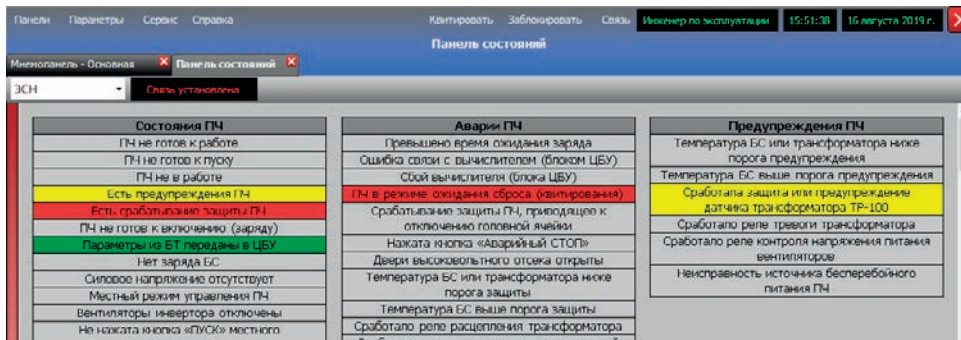 Панели Параметры Сервис Справка Квитировать Заблокировать Связь Инженер по эксплуатации 15:51:38 16 августа 2019 г.
Панель состояний
Мнемопанель - Основная Панель состояний
ЭСН Связь установлена
Состояния ПЧ
ПЧ не готов к работе
ПЧ не готов к пуску
ПЧ не в работе
Есть предупреждения ПЧ
Есть срабатывание защиты ПЧ
ПЧ не готов к включению (заряду)
Параметры из БТ переданы в ЦБУ
Нет заряда БС
Силовое напряжение отсутствует
Местный режим управления ПЧ
Вентиляторы инвертора отключены
Не нажата кнопка «ПУСК» местного
Аварии ПЧ
Превышено время ожидания заряда
Ошибка связи с вычислителем (блоком ЦБУ)
Сбой вычислителя (блока ЦБУ)
ПЧ в режиме ожидания сброса (квитирования)
Срабатывание защиты ПЧ, приводящее к
отключению головной ячейки
Нажата кнопка «Аварийный СТОП»
Двери высоковольтного отсека открыты
Температура БС или трансформатора ниже
порога защиты
Температура БС выше порога защиты
Сработало реле расцепления трансформатора
Предупреждения ПЧ
Температура БС или трансформатора ниже
порога предупреждения
Температура БС выше порога предупреждения
Сработала защита или предупреждение
датчика трансформатора ТР-100
Сработало реле тревоги трансформатора
Сработало реле контроля напряжения питания
вентиляторов
Неисправность источника бесперебойного
питания ПЧ